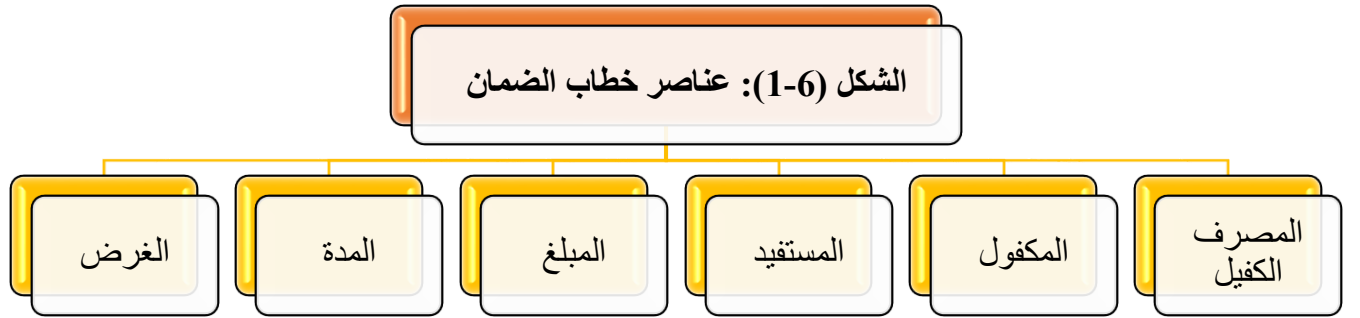 الشكل (6-1): عناصر خطاب الضمان
المصرف
الكفيل
المكفول
المستفيد
المبلغ
المدة
الغرض